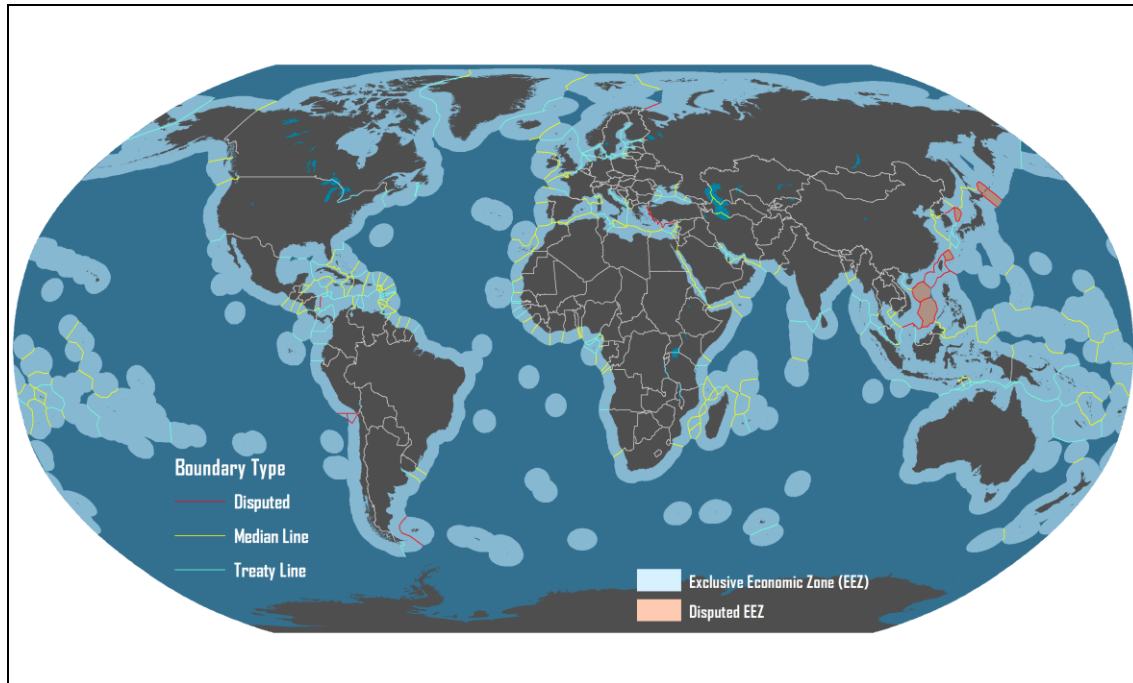 Boundary Type
Disputed
Median Line
Treaty Line
Exclusive Economic Zone (EEZ)
Disputed EEZ